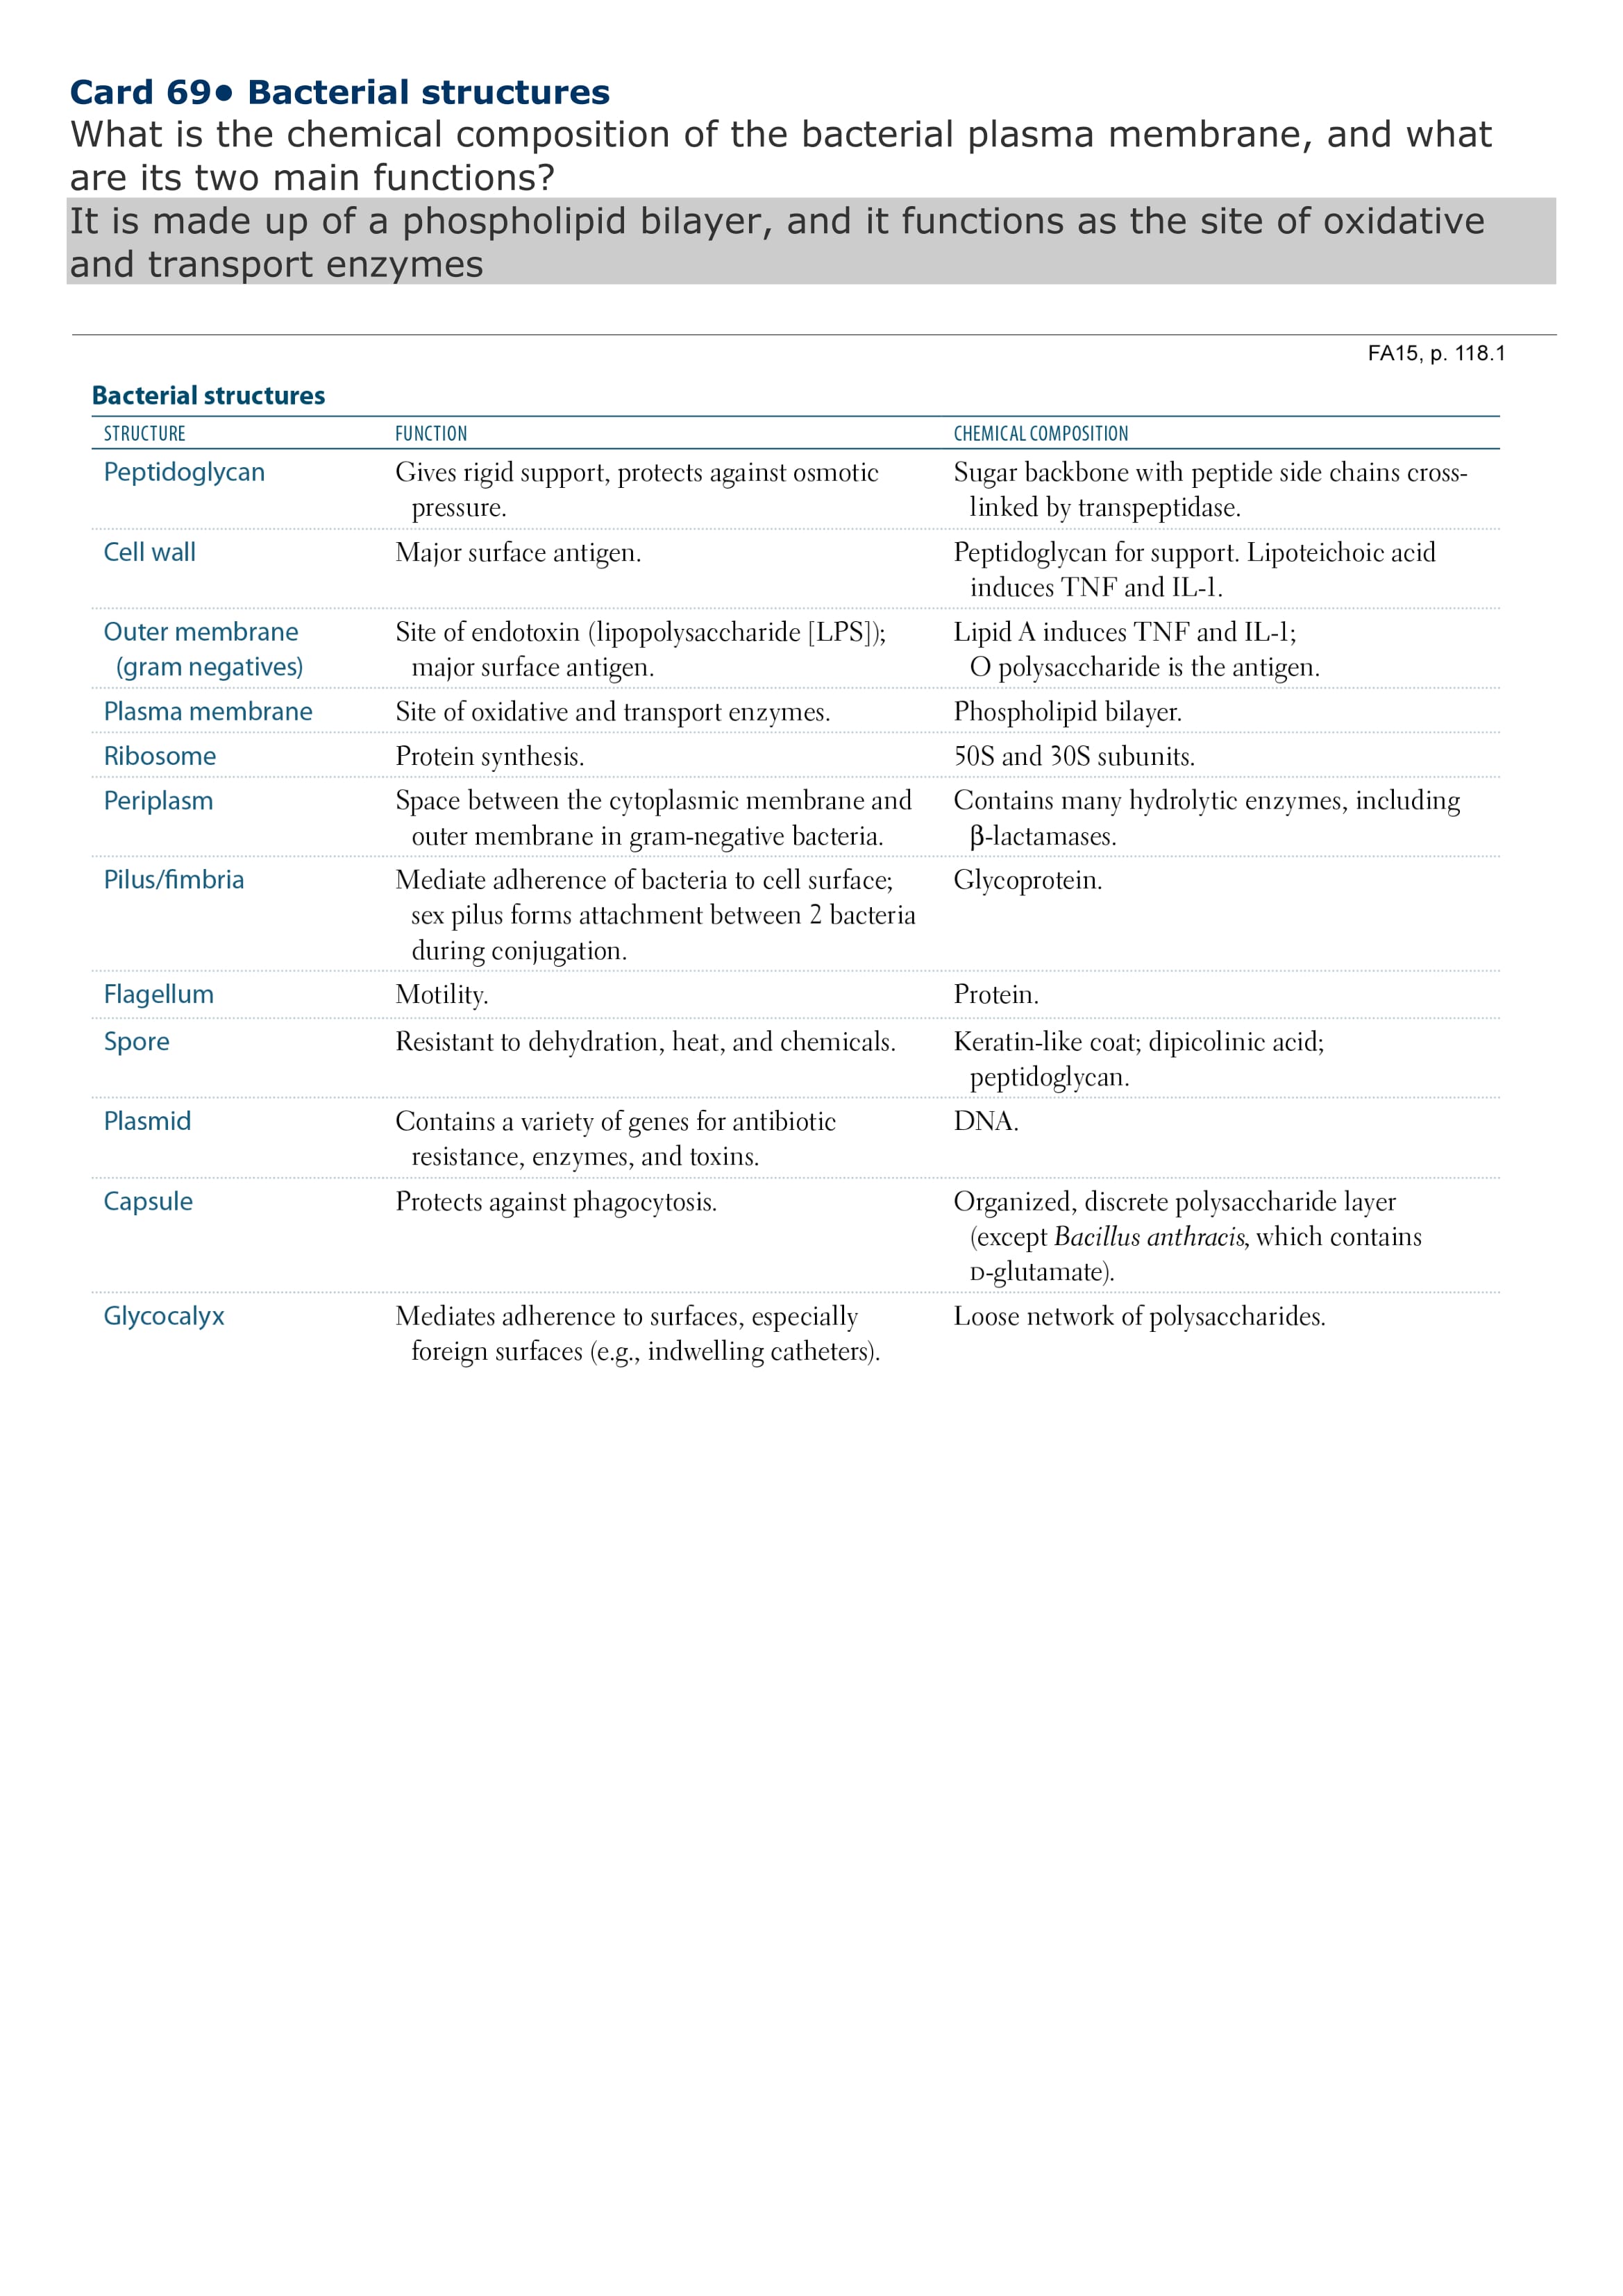 Card 69● Bacterial structures
What is the chemical composition of the bacterial plasma membrane, and what
are its two main functions?
It is made up of a phospholipid bilayer, and it functions as the site of oxidative
and transport enzymes
FA15, p. 118.1
Bacterial structures
STRUCTURE FUNCTION CHEMICAL COMPOSITION
Peptidoglycan Gives rigid support, protects against osmotic Sugar backbone with peptide side chains cross-
pressure. linked by transpeptidase.
Cell wall Major surface antigen. Peptidoglycan for support. Lipoteichoic acid
induces TNF and IL-1.
Outer membrane Site of endotoxin (lipopolysaccharide [LPS]); Lipid A induces TNF and IL-1;
(gram negatives) major surface antigen. O polysaccharide is the antigen.
Plasma membrane Site of oxidative and transport enzymes. Phospholipid bilayer.
Ribosome Protein synthesis. 50S and 30S subunits.
Periplasm Space between the cytoplasmic membrane and Contains many hydrolytic enzymes, including
outer membrane in gram-negative bacteria. β-lactamases.
Pilus/fimbria Mediate adherence of bacteria to cell surface; Glycoprotein.
sex pilus forms attachment between 2 bacteria
during conjugation.
Flagellum Motility. Protein.
Spore Resistant to dehydration, heat, and chemicals. Keratin-like coat; dipicolinic acid;
peptidoglycan.
Plasmid Contains a variety of genes for antibiotic DNA.
resistance, enzymes, and toxins.
Capsule Protects against phagocytosis. Organized, discrete polysaccharide layer
(except Bacillus anthracis, which contains
D-glutamate).
Glycocalyx Mediates adherence to surfaces, especially Loose network of polysaccharides.
foreign surfaces (e.g., indwelling catheters).